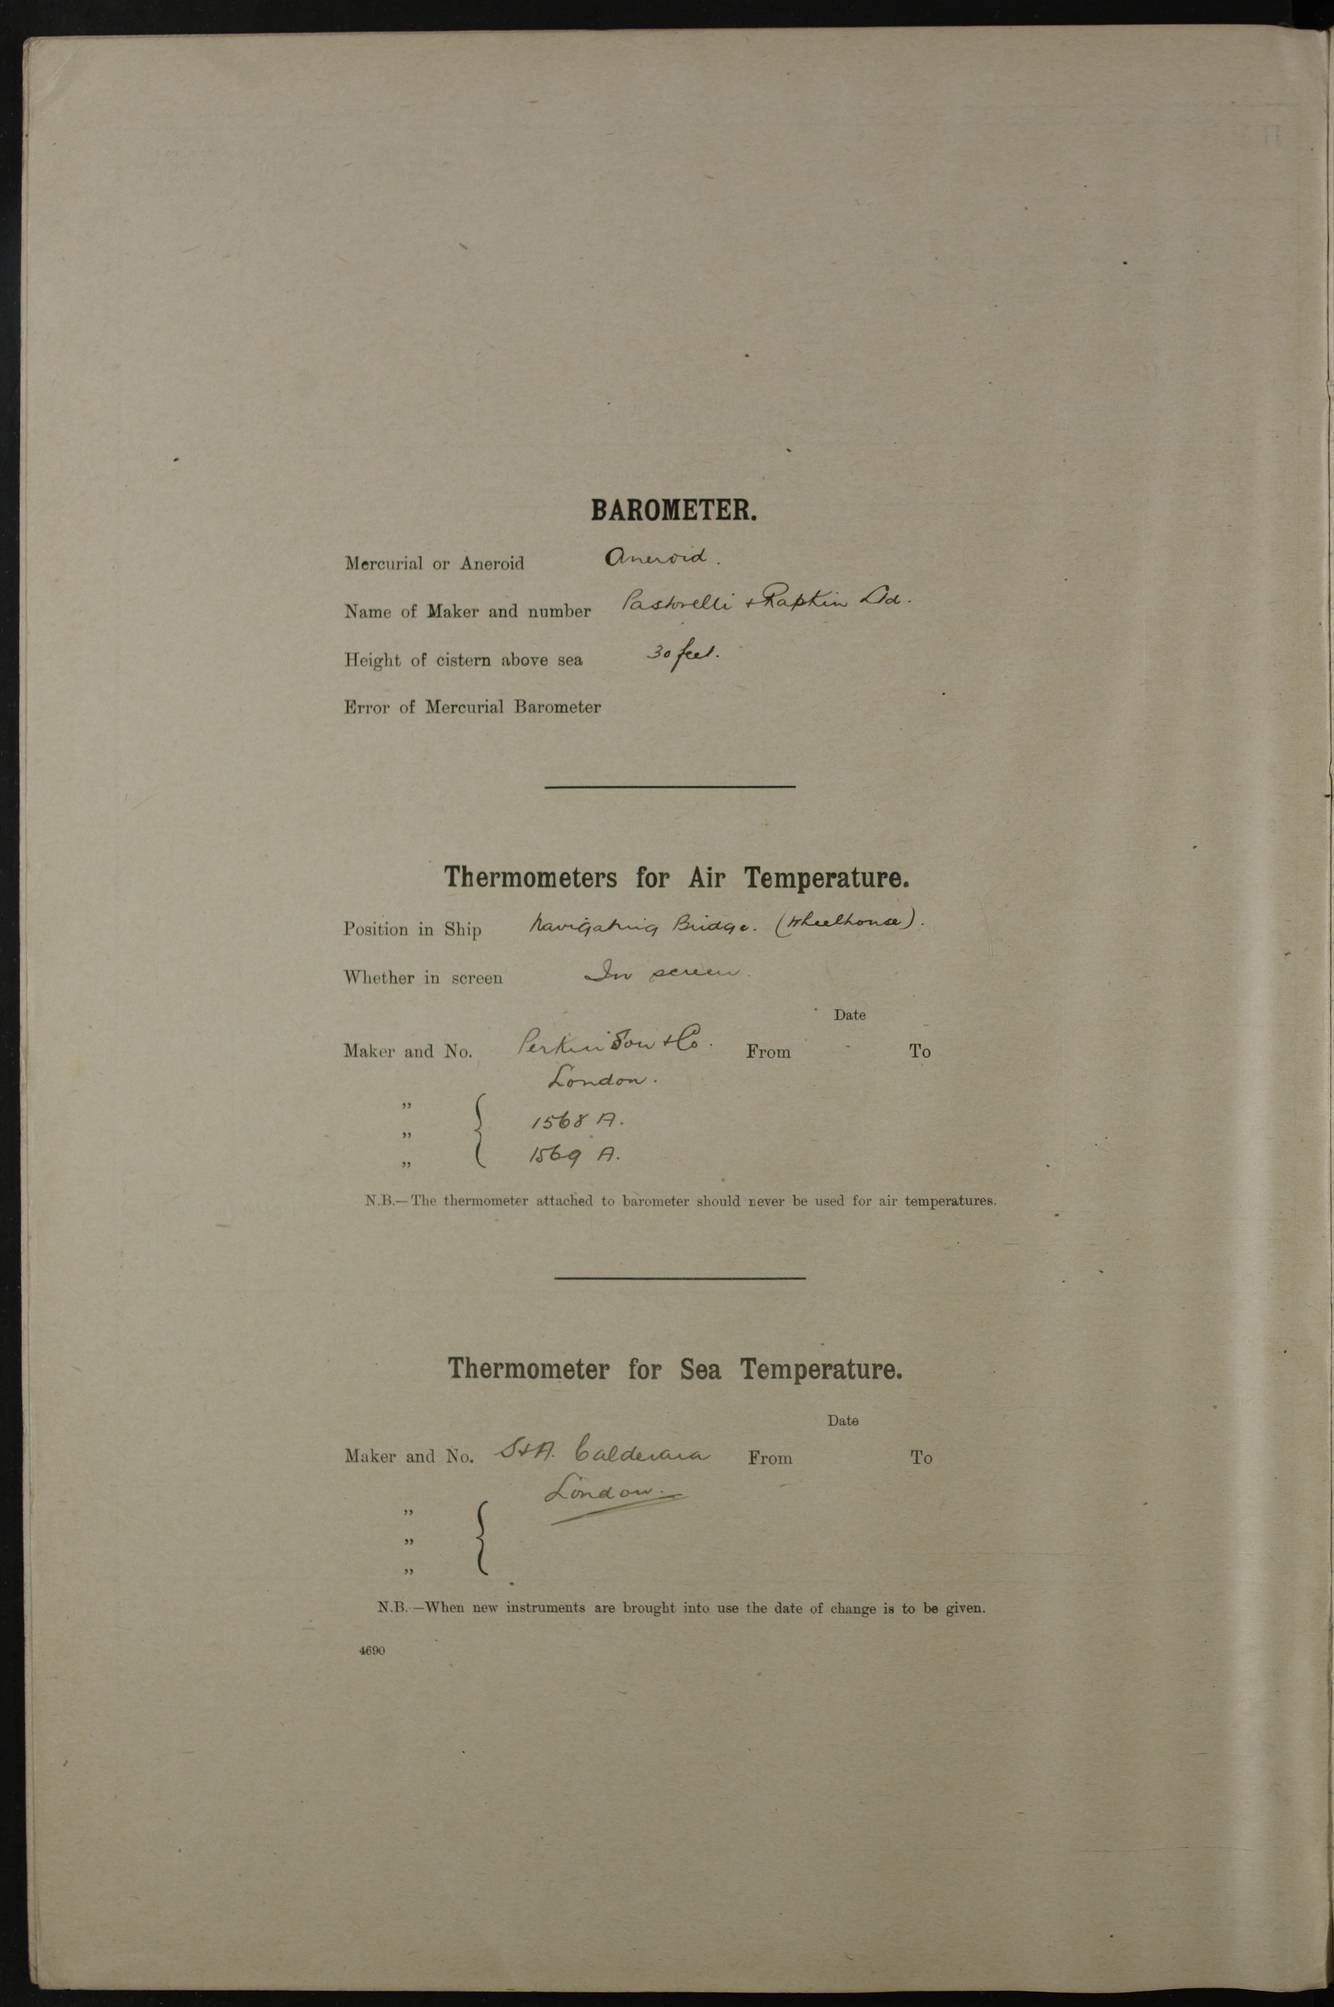 BAROMETER.
Mercurial or Aneroid Aneroid.
Name of Maker and number Pastorelli & Rapkin Ltd.
Height of cistern above sea 30 feet.
Error of Mercurial Barometer
Thermometers for Air Temperature.
Position in Ship Navigating Bridge. (Wheelhouse).
Whether in screen In screen.
Date
Maker and No. Perkin Son & Co. From To
London.
„
„ { 1568 A.
„ 1569 A.
N.B.—The thermometer attached to barometer should never be used for air temperatures.
Thermometer for Sea Temperature.
Date
Maker and No. S & A. Calderara From To
London.
„
„ {
„
N.B.—When new instruments are brought into use the date of change is to be given.
4690